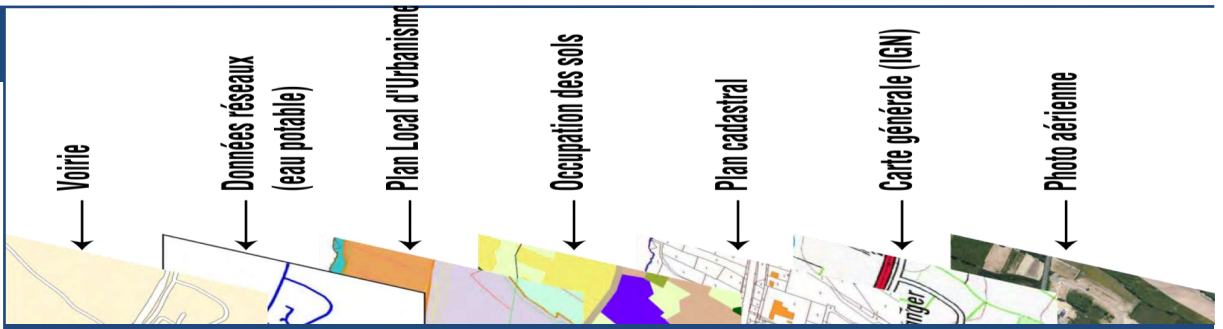 Voirie
Données réseaux
(eau potable)
Plan Local d'Urbanisme
Occupation des sols
Plan cadastral
Carte générale (IGN)
Photo aérienne